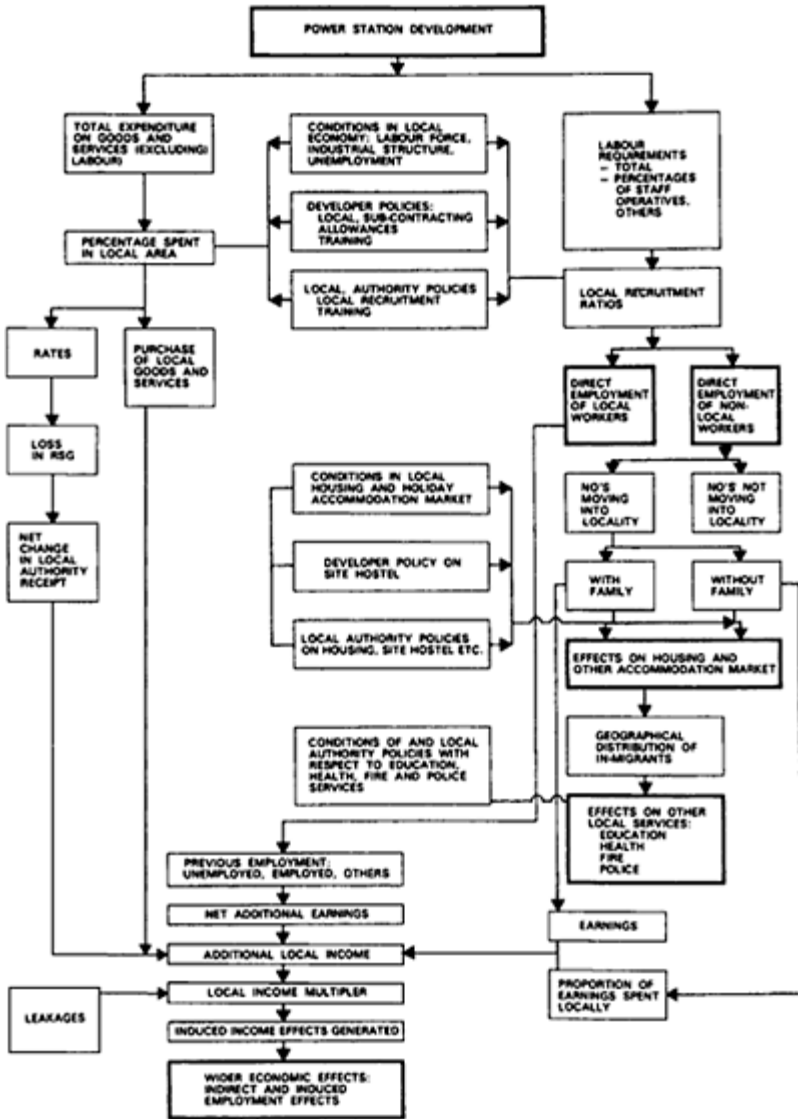 POWER STATION DEVELOPMENT
TOTAL EXPENDITURE
ON GOODS AND
SERVICES (EXCLUDING)
LABOUR)
CONDITIONS IN LOCAL
ECONOMY: LABOUR FORCE,
INDUSTRIAL STRUCTURE,
UNEMPLOYMENT
LABOUR
REQUIREMENTS
– TOTAL
– PERCENTAGES
OF STAFF
OPERATIVES,
OTHERS
DEVELOPER POLICIES:
LOCAL, SUB-CONTRACTING
ALLOWANCES
TRAINING
PERCENTAGE SPENT
IN LOCAL AREA
LOCAL, AUTHORITY POLICIES
LOCAL RECRUITMENT
TRAINING
LOCAL RECRUITMENT
RATIOS
RATES
PURCHASE
OF LOCAL
GOODS AND
SERVICES
DIRECT
EMPLOYMENT
OF LOCAL
WORKERS
DIRECT
EMPLOYMENT
OF NON-
LOCAL
WORKERS
LOSS
IN RSG
CONDITIONS IN LOCAL
HOUSING AND HOLIDAY
ACCOMMODATION MARKET
NO'S
MOVING
INTO
LOCALITY
NO'S' NOT
MOVING
INTO
LOCALITY
NET
CHANGE
IN LOCAL
AUTHORITY
RECEIPT
DEVELOPER POLICY ON
SITE HOSTEL
WITH
FAMILY
WITHOUT
FAMILY
LOCAL AUTHORITY POLICIES
ON HOUSING, SITE HOSTEL ETC.
EFFECTS ON HOUSING AND
OTHER ACCOMMODATION MARKET
CONDITIONS OF AND LOCAL
AUTHORITY POLICIES WITH
RESPECT TO EDUCATION,
HEALTH, FIRE AND POLICE
SERVICES
GEOGRAPHICAL
DISTRIBUTION OF
IN-MIGRANTS
EFFECTS ON OTHER
LOCAL SERVICES:
EDUCATION
HEALTH
FIRE
POLICE
PREVIOUS EMPLOYMENT:
UNEMPLOYED, EMPLOYED, OTHERS
NET ADDITIONAL EARNINGS
EARNINGS
ADDITIONAL LOCAL INCOME
PROPORTION OF
EARNINGS SPENT
LOCALLY
LEAKAGES
LOCAL INCOME MULTIPLER
INDUCED INCOME EFFECTS GENERATED
WIDER ECONOMIC EFFECTS:
INDIRECT AND INDUCED
EMPLOYMENT EFFECTS